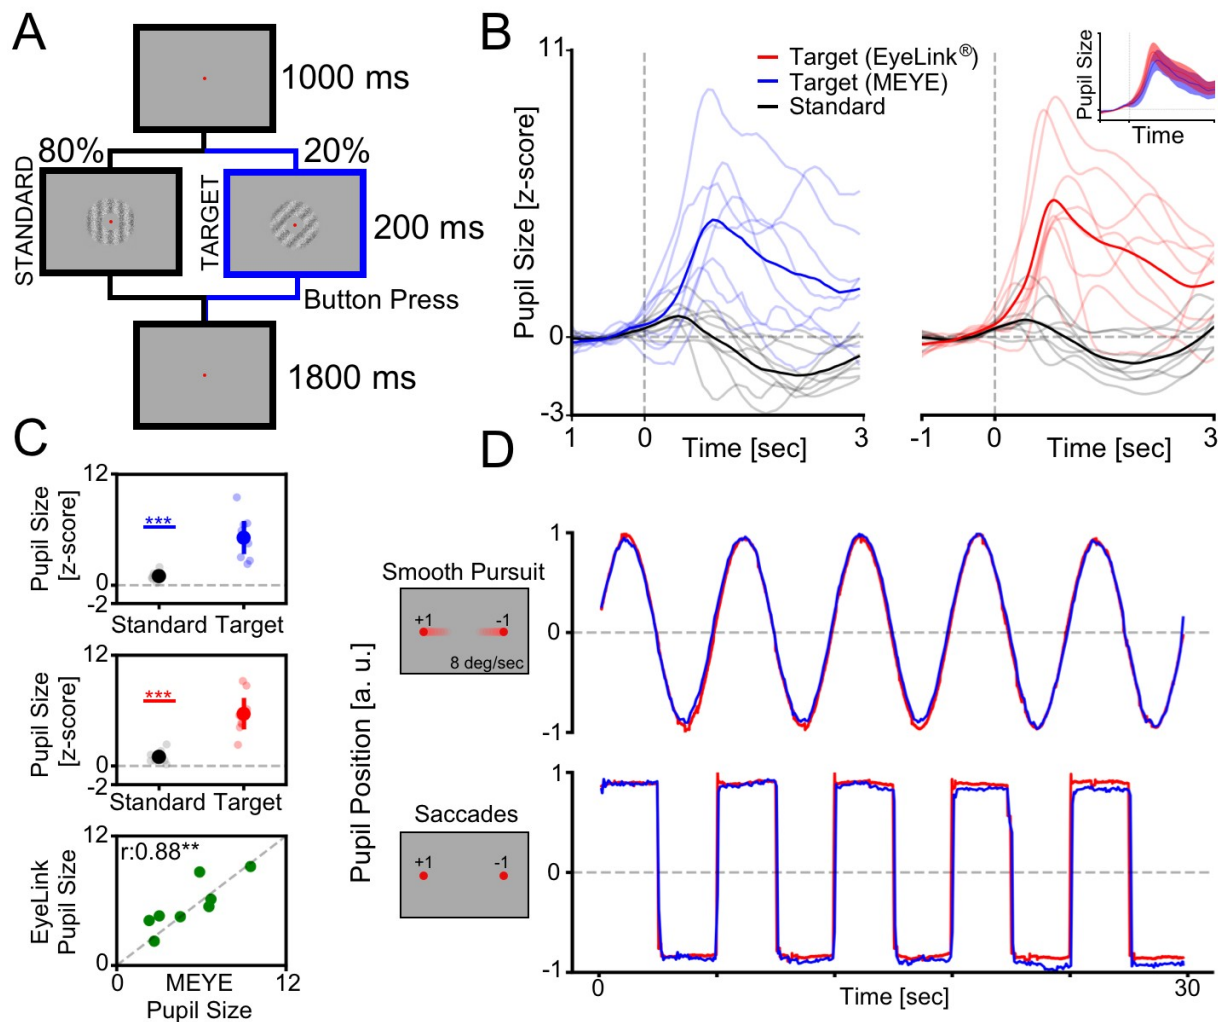 A
1000 ms
80%
20%
STANDARD
TARGET
200 ms
Button Press
1800 ms
B
11
Pupil Size [z-score]
0
-3
Target (EyeLink®)
Target (MEYE)
Standard
Pupil Size
Time
1
0
3
Time [sec]
-1
0
3
Time [sec]
C
12
Pupil Size
[z-score]
0
-2
***
Standard Target
12
Pupil Size
[z-score]
0
-2
***
Standard Target
12
r:0.88**
EyeLink
Pupil Size
0
0
MEYE
12
Pupil Size
D
Pupil Position [a. u.]
Smooth Pursuit
+1
-1
8 deg/sec
1
0
-1
Saccades
+1
-1
1
0
-1
0
Time [sec]
30